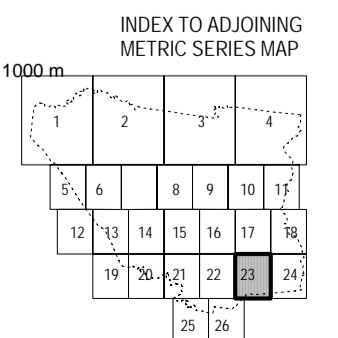 INDEX TO ADJOINING
METRIC SERIES MAP
1000 m
1 2 3 4
5 6 8 9 10 11
12 13 14 15 16 17 18
19 20 21 22 23 24
25 26